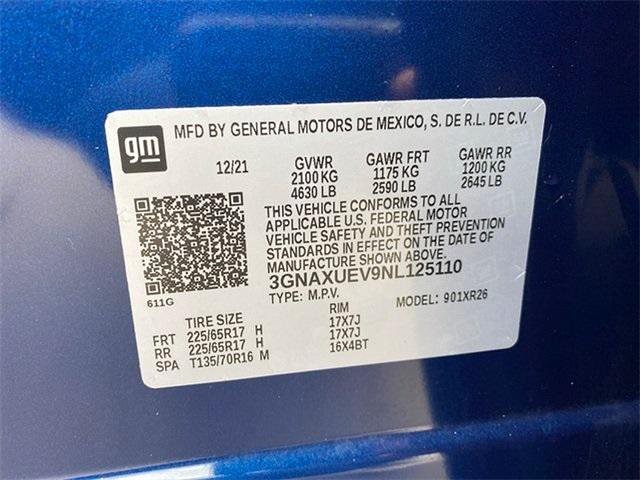 gm
MFD BY GENERAL MOTORS DE MEXICO, S. DE R.L. DE C.V.
12/21 GVWR GAWR FRT GAWR RR
2100 KG 1175 KG 1200 KG
4630 LB 2590 LB 2645 LB
THIS VEHICLE CONFORMS TO ALL
APPLICABLE U.S. FEDERAL MOTOR
VEHICLE SAFETY AND THEFT PREVENTION
STANDARDS IN EFFECT ON THE DATE OF
MANUFACTURE SHOWN ABOVE.
3GNAXUEV9NL125110
611G
TYPE: M.P.V. MODEL: 901XR26
TIRE SIZE RIM
FRT 225/65R17 H 17X7J
RR 225/65R17 H 17X7J
SPA T135/70R16 M 16X4BT